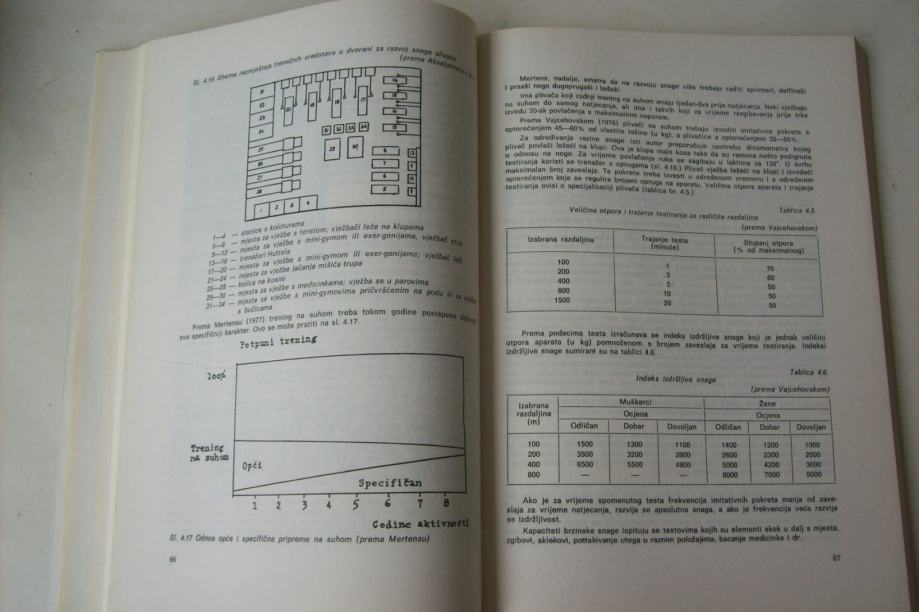 Sl. 4.16 Shema razmještaja trenažnih sredstava u dvorani za razvoj snage plivača
(prema Absaljamovu i
1—4 — stanice s koloturama
5—8 — mjesta za vježbe s teretom; vježbači leže na klupama
9—12 — mjesta za vježbe s mini-gymom ili exer-genijama, vježbač stoji
13—16 — trenažeri Huttela
17—20 — mjesta za vježbe s mini-gymom ili exer-genijamo; vježbač leži
21—24 — mjesta za vježbe jačanja mišića trupa
25—28 — kolica na kosini
29—30 — mjesta za vježbe s medicinkama; vježba se u parovima
31—34 — mjesta za vježbe s mini-gymovima pričvršćenim na podu ili za vježbe
s bučicama
Prema Mertensu (1977) trening na suhom treba tokom godine postepeno
sve specifičniji karakter. Ovo se može pratiti na sl. 4.17.
Potpuni trening
100%
Trening
na suhom
Opći
Specifičan
1 2 3 4 5 6 7 8
Godine aktivnosti
Sl. 4.17 Odnos opće i specifične pripreme na suhom (prema Mertensu)
66
Mertens, nadalje, smatra da na razvoju snage više trebaju raditi sprinteri, delfinaši
i prsaši nego dugoprugaši i leđaši.
Ima plivača koji zadnji trening na suhom imaju tjedan-dva prije natjecanja. Neki vježbaju
na suhom do samog natjecanja, ali ima i takvih koji za vrijeme razgibavanja prije trke
izvedu 20-ak povlačenja s maksimalnim naporom.
Prema Vajcehovskom (1976) plivači na suhom trebaju izvoditi imitativne pokrete s
opterećenjem 45—60% od vlastite težine (u kg), a plivačice s opterećenjem 30—55%.
Za određivanje razine snage isti autor preporučuje upotrebu dinamometra kojeg
plivač povlači ležeći na klupi. Ova je klupa malo kosa tako da su ramena nešto podignuta
u odnosu na noge. Za vrijeme povlačenja ruke se sagibaju u laktima za 120°. U svrhu
testiranja koristi se trenažer s oprugama (sl. 4.19.) Plivač vježba ležeći na klupi i izvodeći
maksimalan broj zaveslaja. Te pokrete treba izvesti u određenom vremenu i s određenim
opterećenjem koje se regulira brojem opruga na aparatu. Veličina otpora aparata i trajanje
testiranja ovisi o specijalizaciji plivača (tablica br. 4.5.)
Tablica 4.5.
Veličina otpora i trajanje testiranja za različite razdaljine
(prema Vajcehovskom)
Izabrana razdaljina Trajanje testa Stupanj otpora
(minute) (% od maksimalnog)
100 1 70
200 3 60
400 5 50
800 10 50
1500 20 50
Prema podacima testa izračunava se indeks izdržljive snage koji je jednak veličini
otpora aparata (u kg) pomnoženom s brojem zaveslaja za vrijeme testiranja. Indeksi
izdržljive snage sumirani su na tablici 4.6.
Tablica 4.6.
Indeks izdržljive snage
(prema Vajcehovskom)
Izabrana Muškarci Žene
razdaljina Ocjena Ocjena
(m) Odličan Dobar Dovoljan Odličan Dobar Dovoljan
100 1500 1300 1100 1400 1200 1000
200 3500 3200 2800 2600 2300 2000
400 6500 5500 4800 5000 4200 3600
800 — — — 8000 7000 6000
Ako je za vrijeme spomenutog testa frekvencija imitativnih pokreta manja od zave-
slaja za vrijeme natjecanja, razvija se apsolutna snaga, a ako je frekvencija veća razvija
se izdržljivost.
Kapaciteti brzinske snage ispituju se testovima kojih su elementi skok u dalj s mjesta,
zgibovi, sklekovi, potiskivanje utega u raznim položajima, bacanje medicinke i dr.
67